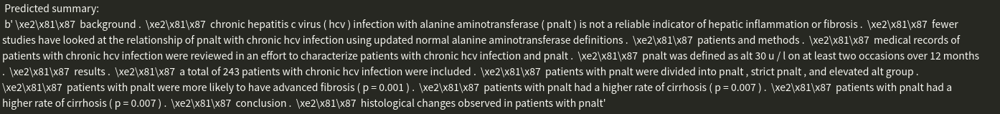 Predicted summary:
b' \xe2\x81\x87  background .  \xe2\x81\x87  chronic hepatitis c virus ( hcv ) infection with alanine aminotransferase ( pnalt ) is not a reliable indicator of hepatic inflammation or fibrosis .  \xe2\x81\x87  fewer
studies have looked at the relationship of pnalt with chronic hcv infection using updated normal alanine aminotransferase definitions .  \xe2\x81\x87  patients and methods .  \xe2\x81\x87  medical records of
patients with chronic hcv infection were reviewed in an effort to characterize patients with chronic hcv infection and pnalt .  \xe2\x81\x87  pnalt was defined as alt 30 u / l on at least two occasions over 12 months
.  \xe2\x81\x87  results .  \xe2\x81\x87  a total of 243 patients with chronic hcv infection were included .  \xe2\x81\x87  patients with pnalt were divided into pnalt , strict pnalt , and elevated alt group .
\xe2\x81\x87  patients with pnalt were more likely to have advanced fibrosis ( p = 0.001 ) .  \xe2\x81\x87  patients with pnalt had a higher rate of cirrhosis ( p = 0.007 ) .  \xe2\x81\x87  patients with pnalt had a
higher rate of cirrhosis ( p = 0.007 ) .  \xe2\x81\x87  conclusion .  \xe2\x81\x87  histological changes observed in patients with pnalt'